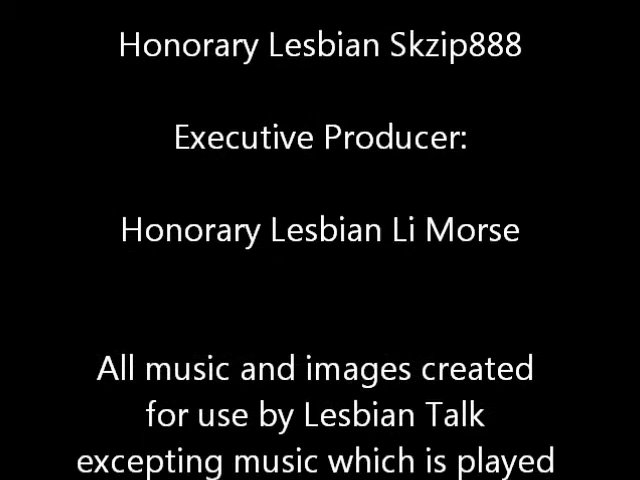 Honorary Lesbian Skzip888
Executive Producer:
Honorary Lesbian Li Morse
All music and images created
for use by Lesbian Talk
excepting music which is played